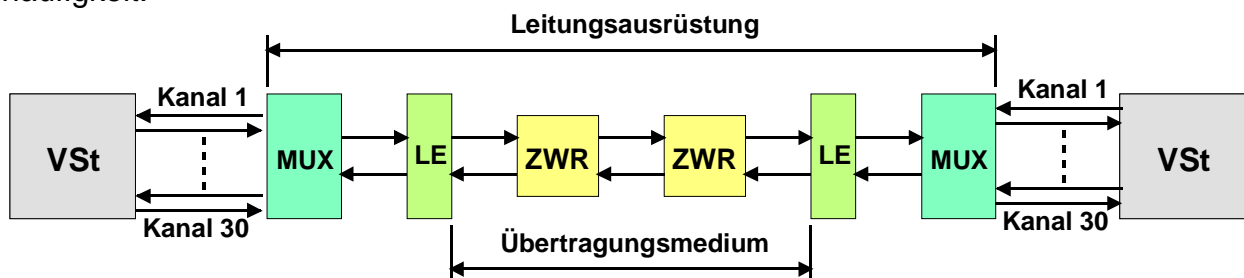 Leitungsausrüstung
Kanal 1
Kanal 1
VSt
MUX
LE
ZWR
ZWR
LE
MUX
VSt
Kanal 30
Kanal 30
Übertragungsmedium